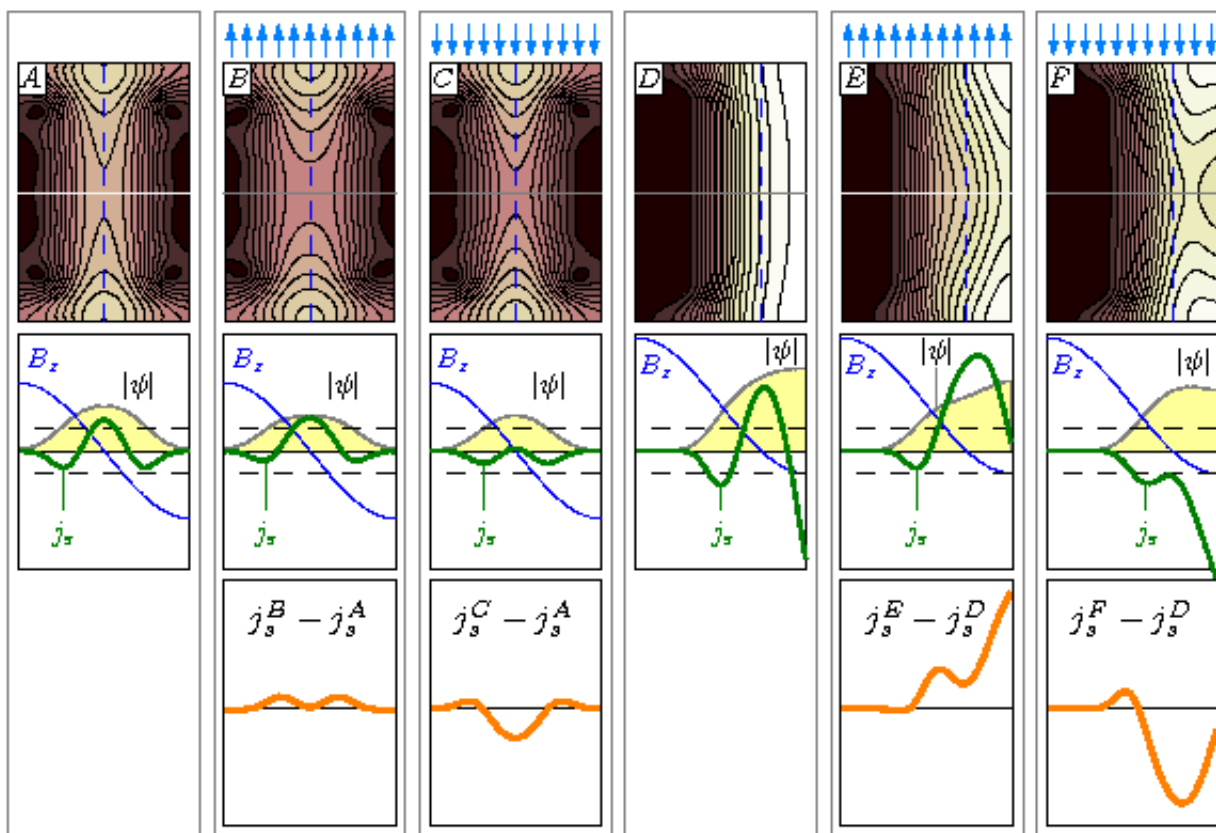 A
B
C
D
E
F
B_z
|ψ|
j_s
B_z
|ψ|
j_s
B_z
|ψ|
j_s
B_z
|ψ|
j_s
B_z
|ψ|
j_s
B_z
|ψ|
j_s
j_s^B − j_s^A
j_s^C − j_s^A
j_s^E − j_s^D
j_s^F − j_s^D